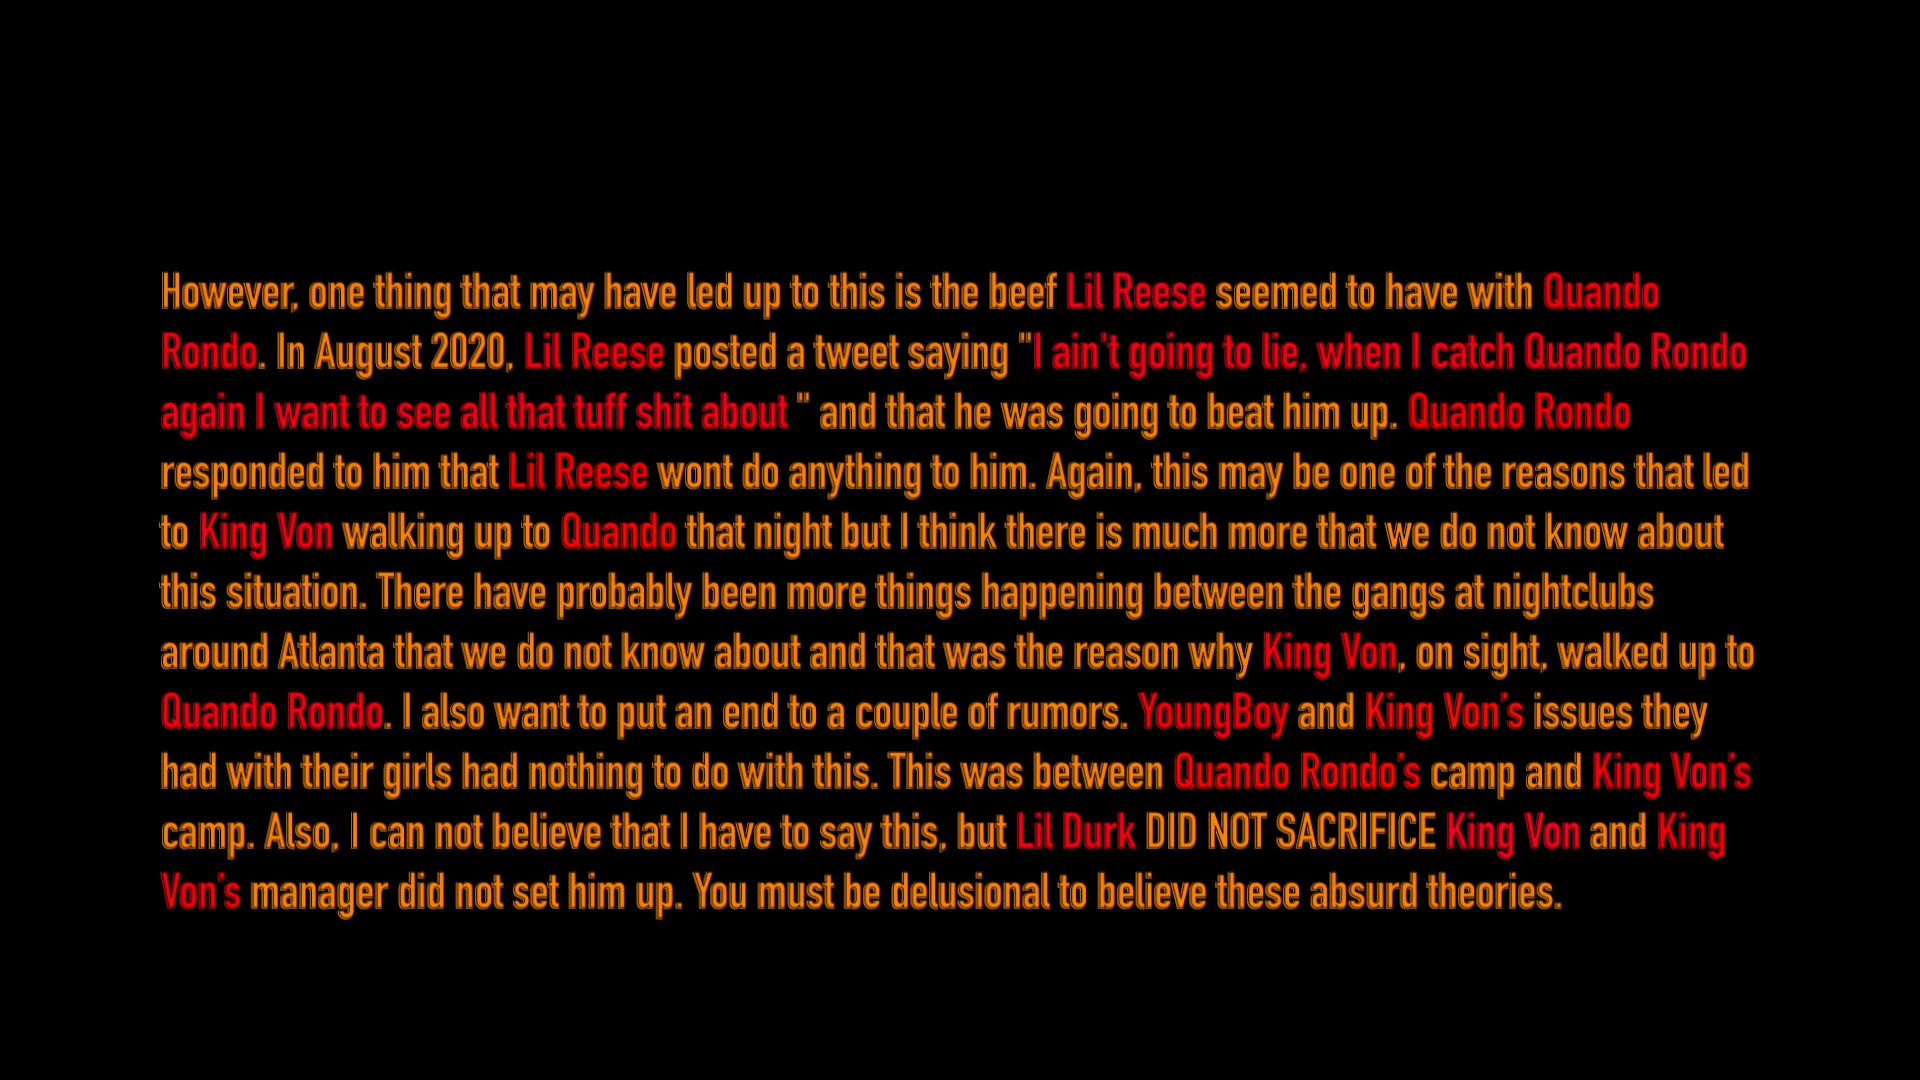 However, one thing that may have led up to this is the beef Lil Reese seemed to have with Quando
Rondo. In August 2020, Lil Reese posted a tweet saying "I ain't going to lie, when I catch Quando Rondo
again I want to see all that tuff shit about " and that he was going to beat him up. Quando Rondo
responded to him that Lil Reese wont do anything to him. Again, this may be one of the reasons that led
to King Von walking up to Quando that night but I think there is much more that we do not know about
this situation. There have probably been more things happening between the gangs at nightclubs
around Atlanta that we do not know about and that was the reason why King Von, on sight, walked up to
Quando Rondo. I also want to put an end to a couple of rumors. YoungBoy and King Von's issues they
had with their girls had nothing to do with this. This was between Quando Rondo's camp and King Von's
camp. Also, I can not believe that I have to say this, but Lil Durk DID NOT SACRIFICE King Von and King
Von's manager did not set him up. You must be delusional to believe these absurd theories.